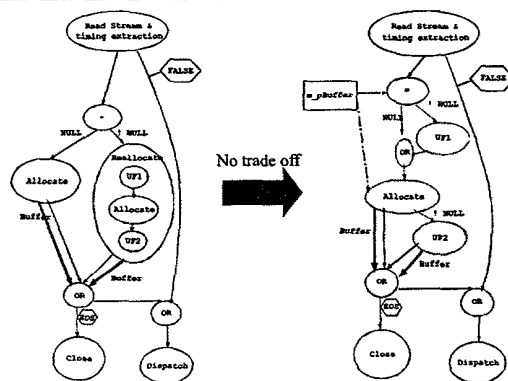 Read Stream &
timing extraction
FALSE
=
NULL
! NULL
Reallocate
UF1
Allocate
UF2
Allocate
Buffer
Buffer
OR
EOS
OR
Close
Dispatch
No trade off
Read Stream &
timing extraction
FALSE
m_pBuffer
=
NULL
! NULL
UF1
OR
Allocate
! NULL
Buffer
UF2
Buffer
OR
EOS
OR
Close
Dispatch